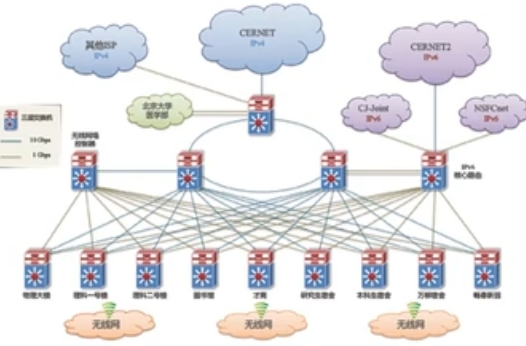 其他ISP
IPv4
CERNET
IPv4
CERNET2
IPv6
北京大学
医学部
CJ-Joint
IPv6
NSFCnet
IPv6
三层交换机
10 Gbps
1 Gbps
无线网络
控制器
IPv6
核心路由
物理大楼
理科一号楼
理科二号楼
图书馆
才斋
研究生宿舍
本科生宿舍
万柳宿舍
畅春新园
无线网
无线网
无线网